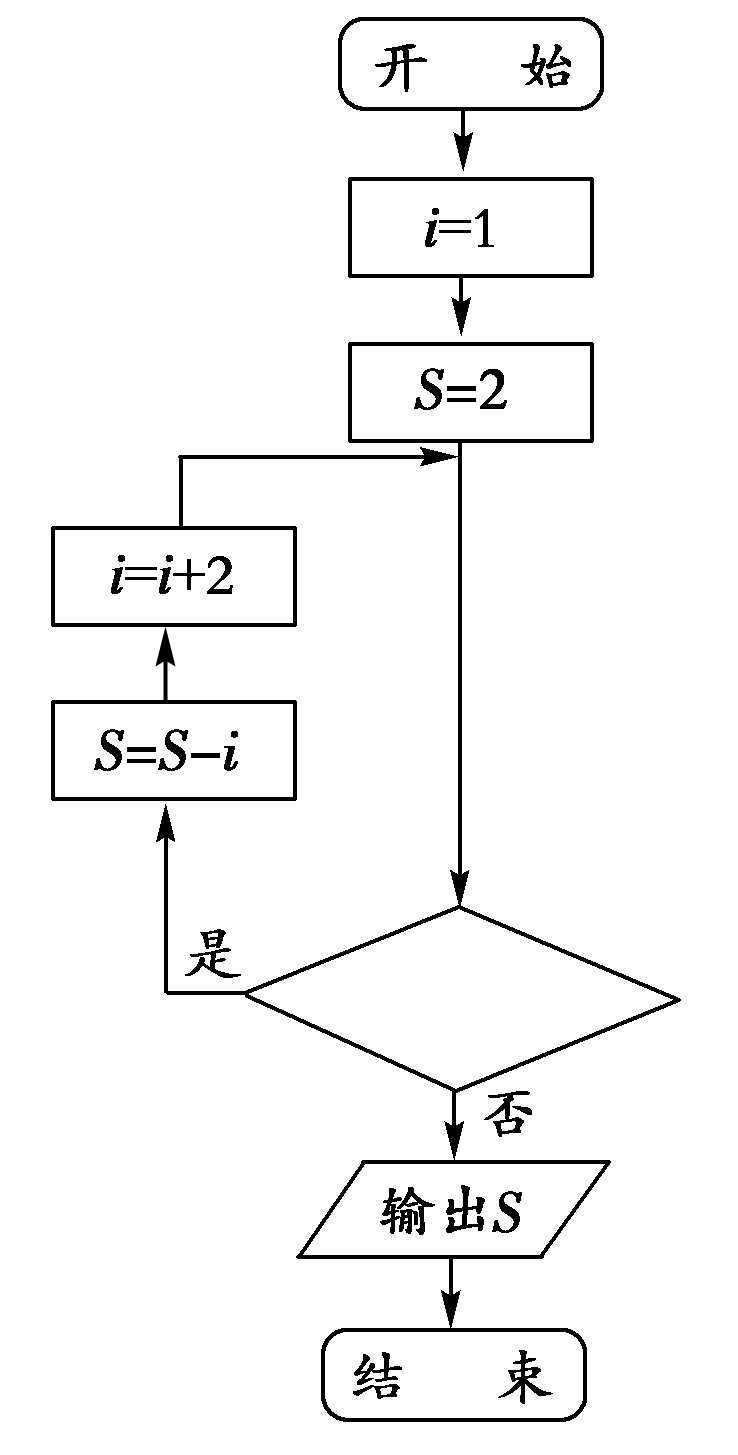 开 始
i=1
S=2
i=i+2
S=S-i
是
否
输出S
结 束